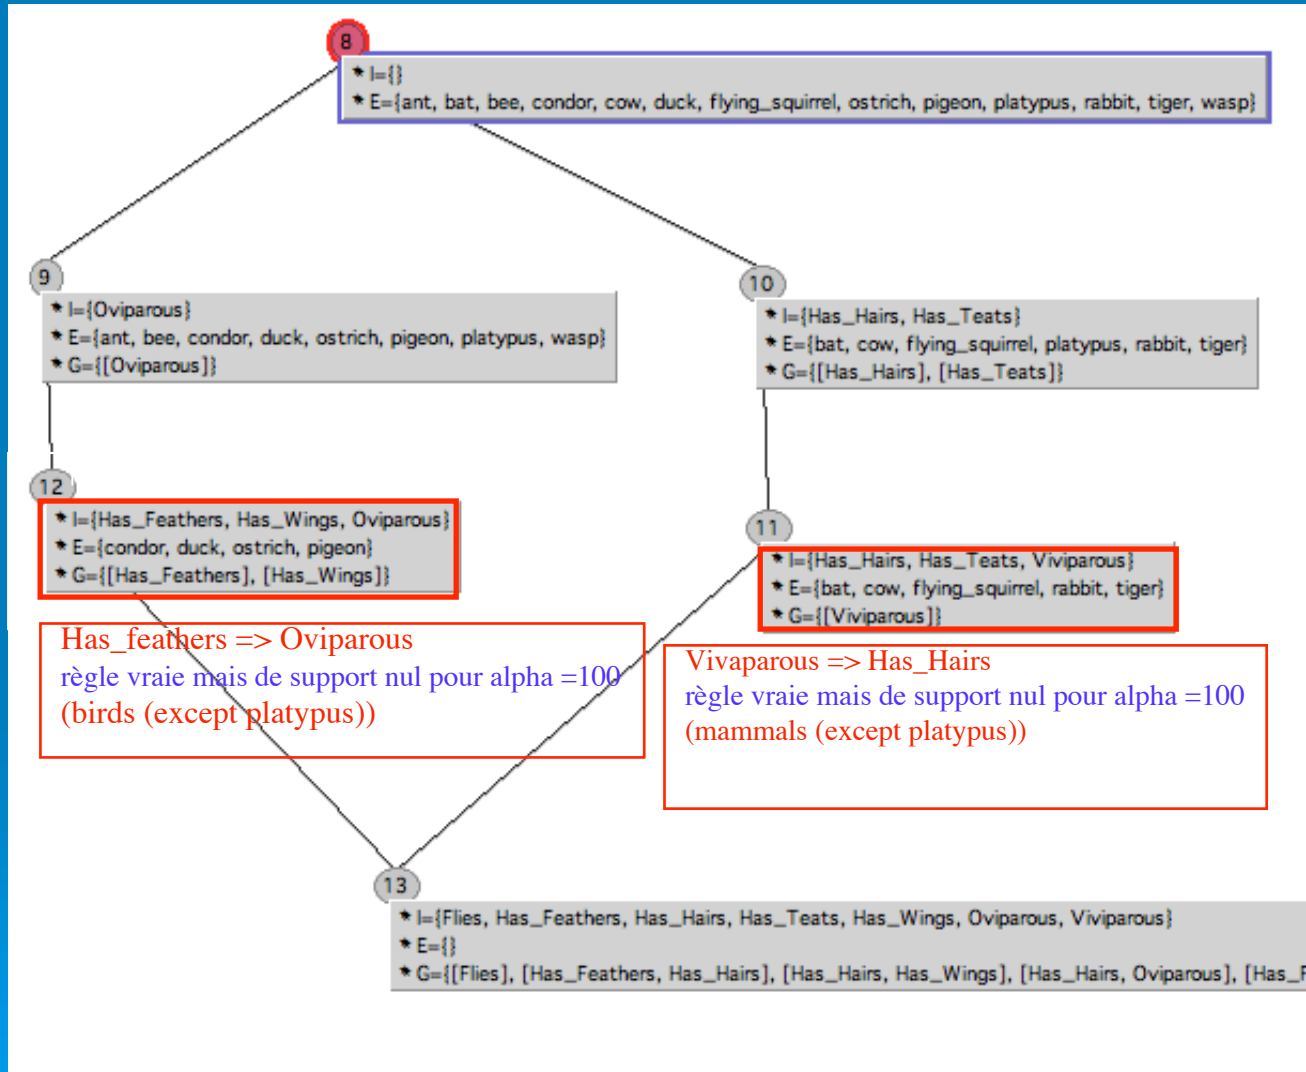 8
* I={}
* E={ant, bat, bee, condor, cow, duck, flying_squirrel, ostrich, pigeon, platypus, rabbit, tiger, wasp}
9
* I={Oviparous}
* E={ant, bee, condor, duck, ostrich, pigeon, platypus, wasp}
* G={[Oviparous]}
10
* I={Has_Hairs, Has_Teats}
* E={bat, cow, flying_squirrel, platypus, rabbit, tiger}
* G={[Has_Hairs], [Has_Teats]}
12
* I={Has_Feathers, Has_Wings, Oviparous}
* E={condor, duck, ostrich, pigeon}
* G={[Has_Feathers], [Has_Wings]}
11
* I={Has_Hairs, Has_Teats, Viviparous}
* E={bat, cow, flying_squirrel, rabbit, tiger}
* G={[Viviparous]}
Has_feathers => Oviparous
règle vraie mais de support nul pour alpha =100
(birds (except platypus))
Vivaparous => Has_Hairs
règle vraie mais de support nul pour alpha =100
(mammals (except platypus))
13
* I={Flies, Has_Feathers, Has_Hairs, Has_Teats, Has_Wings, Oviparous, Viviparous}
* E={}
* G={[Flies], [Has_Feathers, Has_Hairs], [Has_Hairs, Has_Wings], [Has_Hairs, Oviparous],